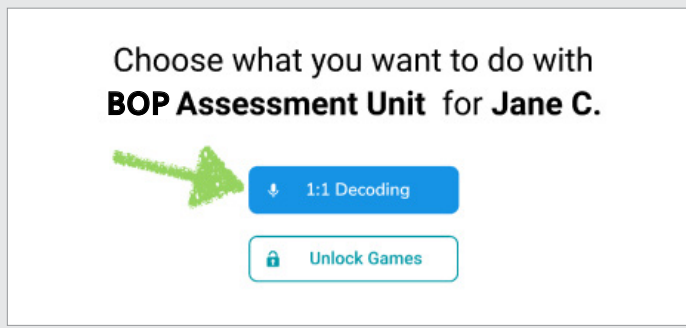 Choose what you want to do with
BOP Assessment Unit for Jane C.
1:1 Decoding
Unlock Games